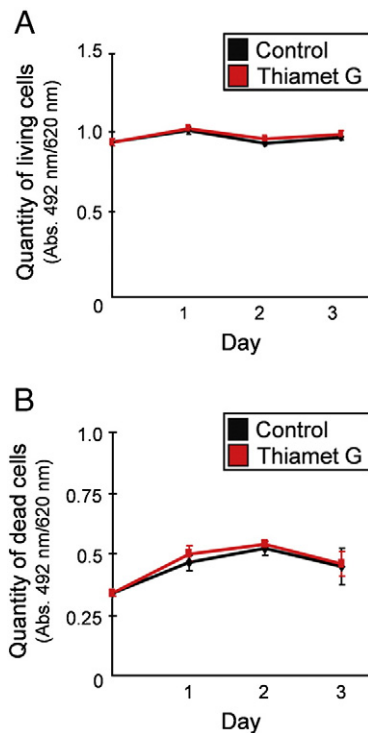 A
Quantity of living cells
(Abs. 492 nm/620 nm)
1.5
1.0
0.5
0
Control
Thiamet G
1 2 3
Day
B
Quantity of dead cells
(Abs. 492 nm/620 nm)
1.0
0.75
0.5
0.25
0
Control
Thiamet G
1 2 3
Day